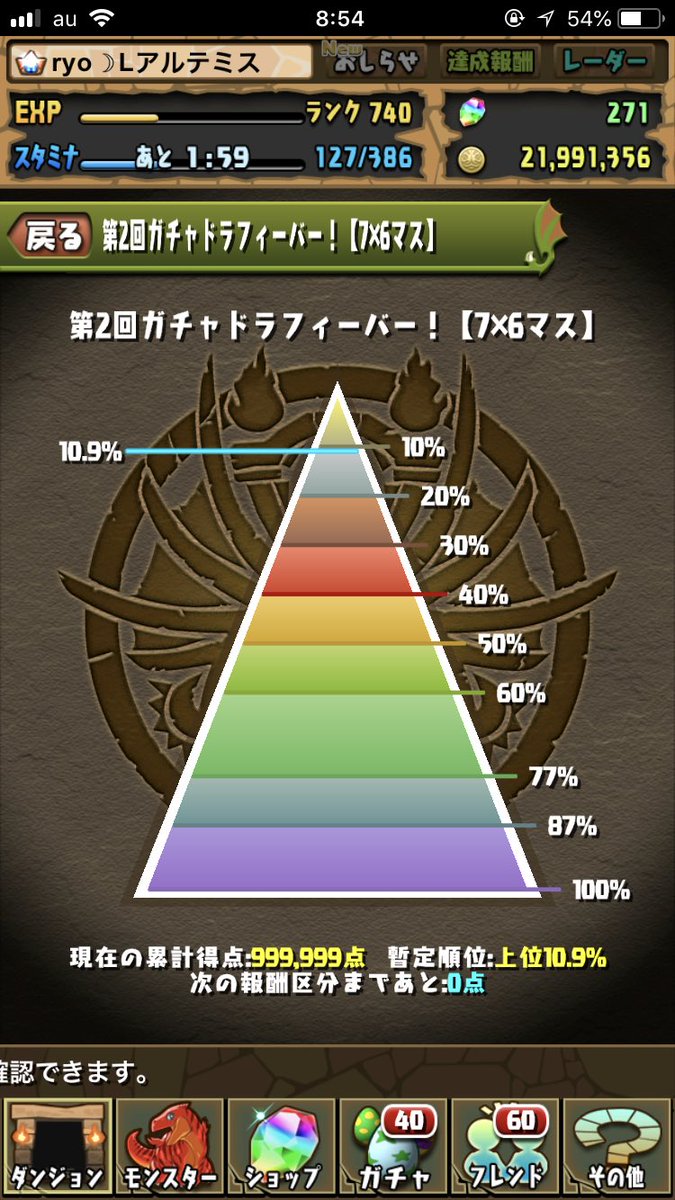 au 8:54 54%
ryo☽Lアルテミス New おしらせ 達成報酬 レーダー
EXP ランク 740 271
スタミナ あと 1:59 127/386 21,991,356
戻る 第2回ガチャドラフィーバー！【7×6マス】
第2回ガチャドラフィーバー！【7×6マス】
10.9% 10%
20%
30%
40%
50%
60%
77%
87%
100%
現在の累計得点:999,999点 暫定順位:上位10.9%
次の報酬区分まであと:0点
確認できます。
40 60
ダンジョン モンスター ショップ ガチャ フレンド その他